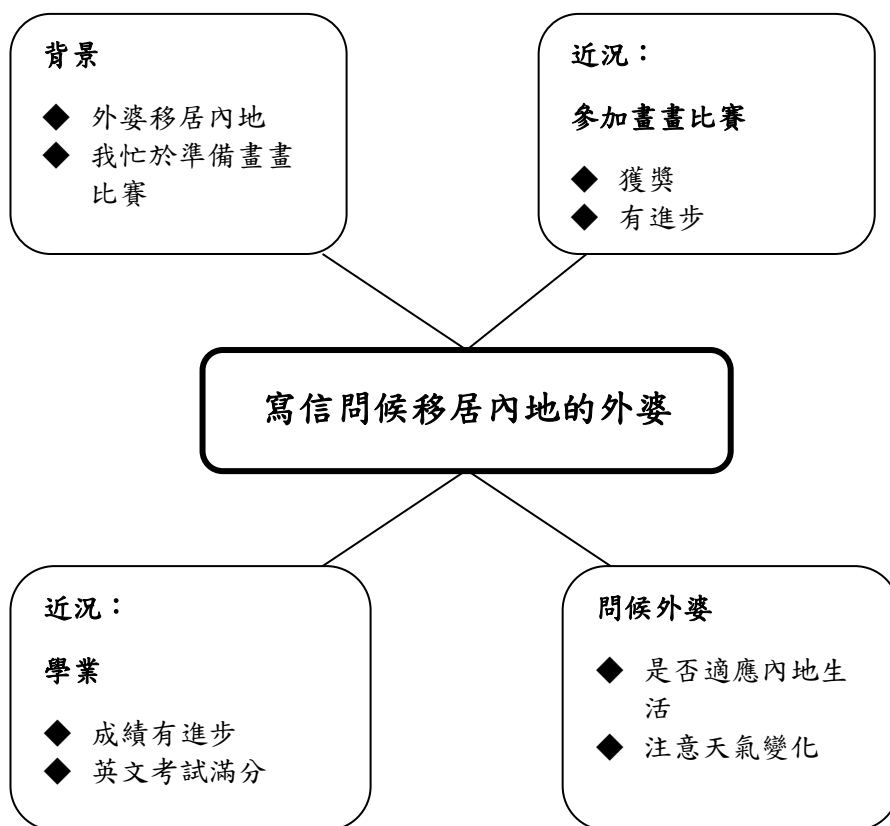 背景
◆ 外婆移居內地
◆ 我忙於準備畫畫
比賽
近況：
參加畫畫比賽
◆ 獲獎
◆ 有進步
寫信問候移居內地的外婆
近況：
學業
◆ 成績有進步
◆ 英文考試滿分
問候外婆
◆ 是否適應內地生
活
◆ 注意天氣變化